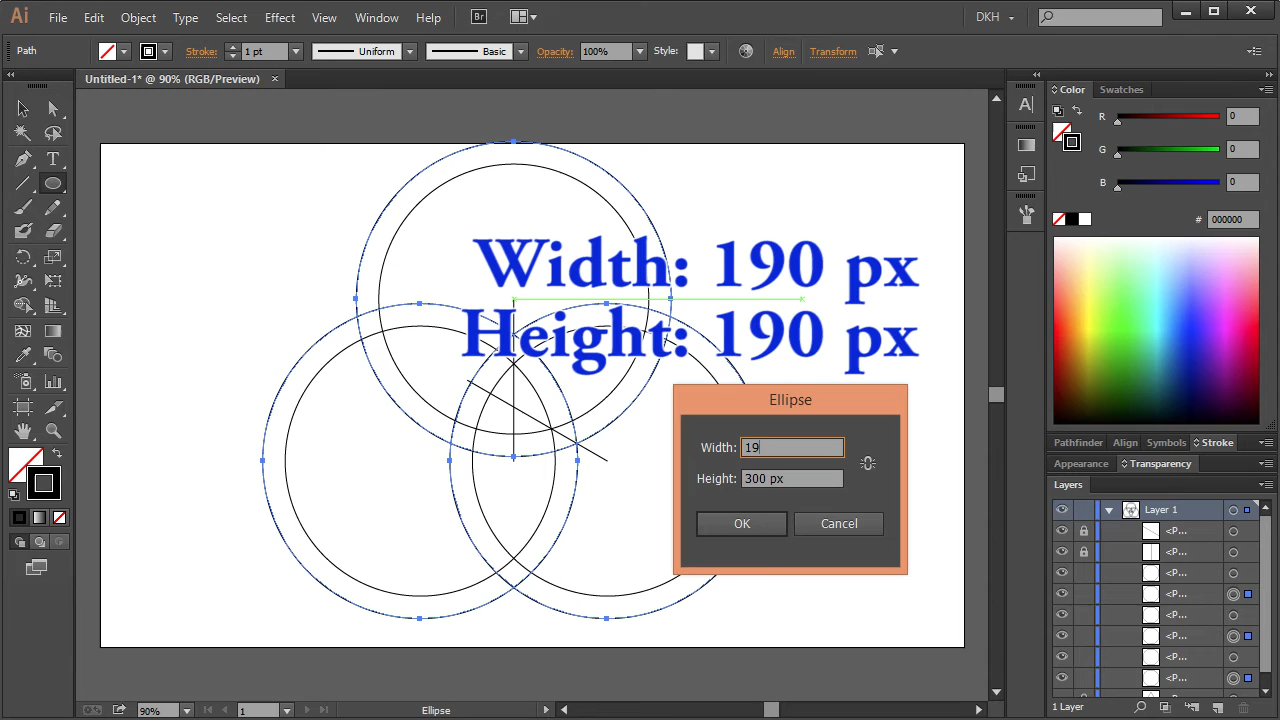 Ai File Edit Object Type Select Effect View Window Help Br DKH
Path Stroke: 1 pt Uniform Basic Opacity: 100% Style: Align Transform
Untitled-1* @ 90% (RGB/Preview)
Color Swatches
R 0
G 0
B 0
# 000000
Width: 190 px
Height: 190 px
Ellipse
Width: 19
Height: 300 px
OK Cancel
Pathfinder Align Symbols Stroke
Appearance Transparency
Layers
Layer 1
<P...
<P...
<P...
<P...
<P...
<P...
<P...
<P...
1 Layer
90% 1 Ellipse